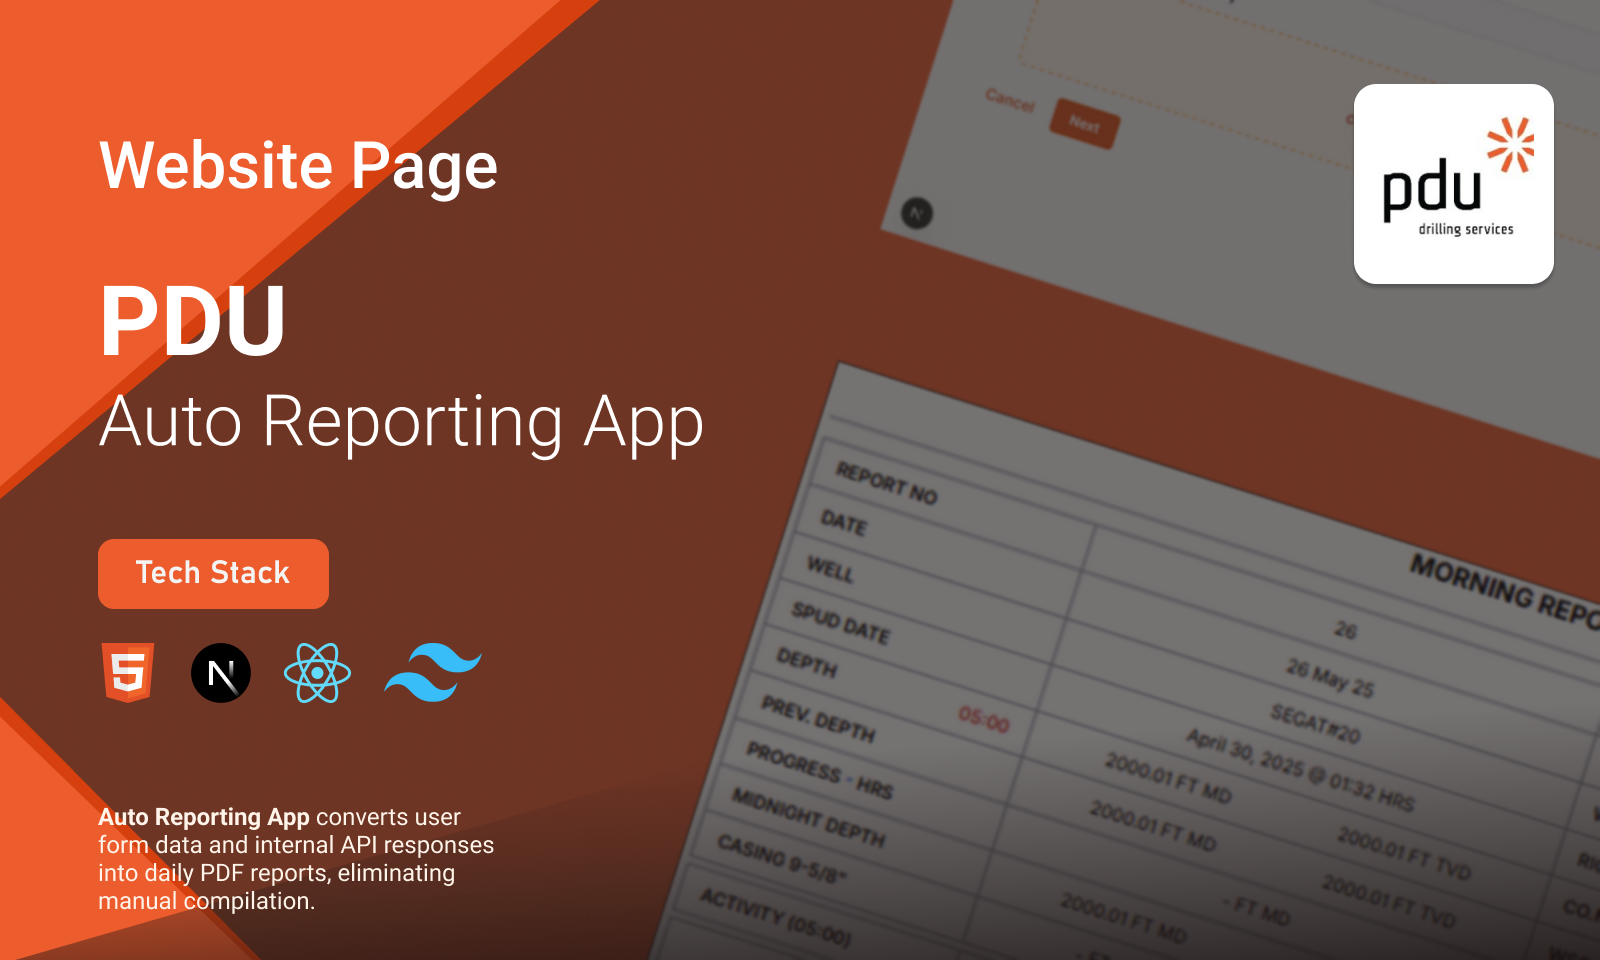 Website Page
PDU
Auto Reporting App
Tech Stack
Auto Reporting App converts user
form data and internal API responses
into daily PDF reports, eliminating
manual compilation.
Cancel
Next
pdu
drilling services
MORNING REPO
REPORT NO
26
DATE
26 May 25
WELL
SEGAT#20
SPUD DATE
April 30, 2025 @ 01:32 HRS
DEPTH
05:00
2000.01 FT MD
2000.01 FT TVD
PREV. DEPTH
2000.01 FT MD
2000.01 FT TVD
PROGRESS - HRS
- FT MD
MIDNIGHT DEPTH
2000.01 FT MD
CASING 9-5/8"
ACTIVITY (05:00)